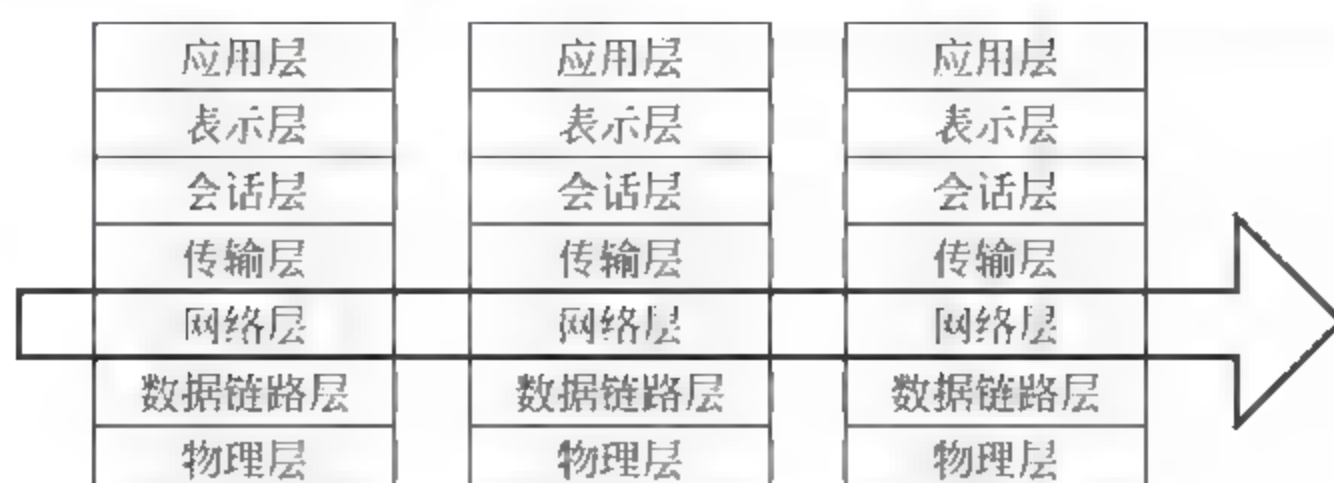 应用层 应用层 应用层
表示层 表示层 表示层
会话层 会话层 会话层
传输层 传输层 传输层
网络层 网络层 网络层
数据链路层 数据链路层 数据链路层
物理层 物理层 物理层